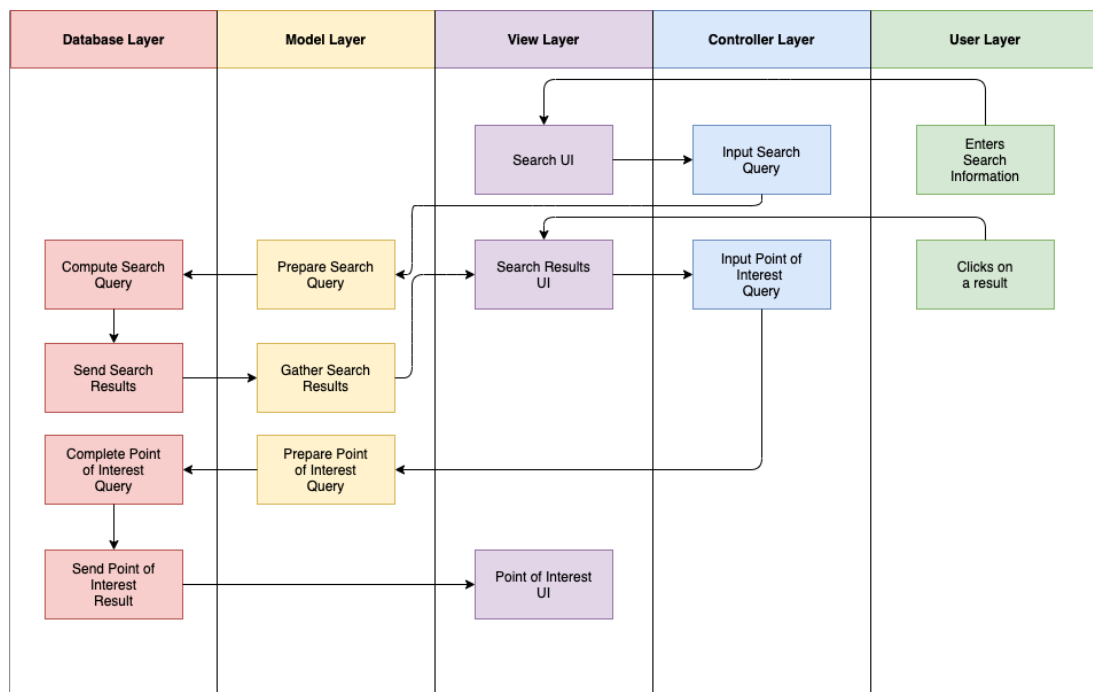 Database Layer
Model Layer
View Layer
Controller Layer
User Layer
Search UI
Input Search
Query
Enters
Search
Information
Compute Search
Query
Prepare Search
Query
Search Results
UI
Input Point of
Interest
Query
Clicks on
a result
Send Search
Results
Gather Search
Results
Complete Point
of Interest
Query
Prepare Point
of Interest
Query
Send Point of
Interest
Result
Point of Interest
UI